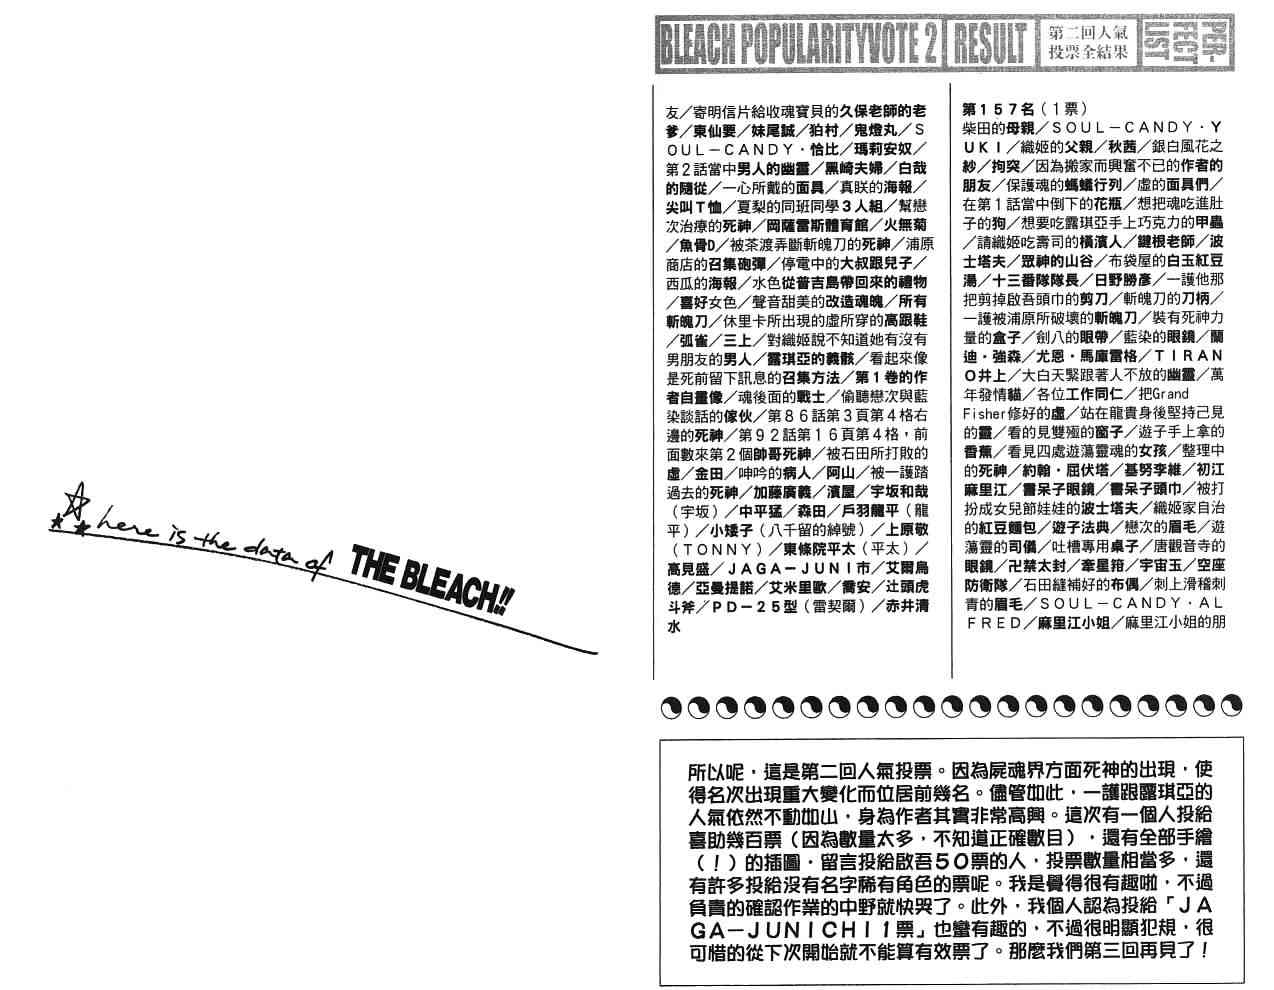 BLEACH POPULARITYVOTE 2
RESULT
第二回人氣
投票全結果
PER-
FECT
LIST
第157名（1票）
柴田的母親／ＳＯＵＬ－ＣＡＮＤＹ・Ｙ
ＵＫＩ／織姬的父親／秋茜／銀白風花之
紗／拘突／因為搬家而興奮不已的作者的
朋友／保護魂的螞蟻行列／虛的面具們／
在第１話當中倒下的花瓶／想把魂吃進肚
子的狗／想要吃露琪亞手上巧克力的甲蟲
／請織姬吃壽司的橫濱人／鍵根老師／波
士塔夫／眾神的山谷／布袋屋的白玉紅豆
湯／十三番隊隊長／日野勝彥／一護他那
把剪掉啟吾頭巾的剪刀／斬魄刀的刀柄／
一護被浦原所破壞的斬魄刀／裝有死神力
量的盒子／劍八的眼帶／藍染的眼鏡／蘭
迪・強森／尤恩・馬庫雷格／ＴＩＲＡＮ
Ｏ井上／大白天緊跟著人不放的幽靈／萬
年發情貓／各位工作同仁／把Grand
Fisher修好的虛／站在龍貴身後堅持己見
的靈／看的見雙殛的窗子／遊子手上拿的
香蕉／看見四處遊蕩靈魂的女孩／整理中
的死神／約翰・屈伏塔／基努李維／初江
麻里江／書呆子眼鏡／書呆子頭巾／被打
扮成女兒節娃娃的波士塔夫／織姬家自治
的紅豆麵包／遊子法典／戀次的眉毛／遊
蕩靈的司儀／吐槽專用桌子／唐觀音寺的
眼鏡／卍禁太封／牽星箝／宇宙玉／空座
防衛隊／石田縫補好的布偶／刺上滑稽刺
青的眉毛／ＳＯＵＬ－ＣＡＮＤＹ・ＡＬ
ＦＲＥＤ／麻里江小姐／麻里江小姐的朋
友／寄明信片給收魂寶貝的久保老師的老
爹／東仙要／妹尾誠／狛村／鬼燈丸／Ｓ
ＯＵＬ－ＣＡＮＤＹ・恰比／瑪莉安奴／
第２話當中男人的幽靈／黑崎夫婦／白哉
的隨從／一心所戴的面具／真朕的海報／
尖叫Ｔ恤／夏梨的同班同學３人組／幫戀
次治療的死神／岡薩雷斯體育館／火無菊
／魚骨D／被茶渡弄斷斬魄刀的死神／浦原
商店的召集砲彈／停電中的大叔跟兒子／
西瓜的海報／水色從普吉島帶回來的禮物
／喜好女色／聲音甜美的改造魂魄／所有
斬魄刀／休里卡所出現的虛所穿的高跟鞋
／弧雀／三上／對織姬說不知道她有沒有
男朋友的男人／露琪亞的義骸／看起來像
是死前留下訊息的召集方法／第１卷的作
者自畫像／魂後面的戰士／偷聽戀次與藍
染談話的傢伙／第８６話第３頁第４格右
邊的死神／第９２話第１６頁第４格，前
面數來第２個帥哥死神／被石田所打敗的
虛／金田／呻吟的病人／阿山／被一護踏
過去的死神／加藤廣義／濱屋／宇坂和哉
（宇坂）／中平猛／森田／戶羽龍平（龍
平）／小矮子（八千留的綽號）／上原敬
（ＴＯＮＮＹ）／東條院平太（平太）／
高見盛／ＪＡＧＡ－ＪＵＮＩ市／艾爾烏
德／亞曼提諾／艾米里歐／喬安／辻頭虎
斗斧／ＰＤ－２５型（雷契爾）／赤井清
水
here is the data of THE BLEACH!!
所以呢，這是第二回人氣投票。因為屍魂界方面死神的出現，使
得名次出現重大變化而位居前幾名。儘管如此，一護跟露琪亞的
人氣依然不動如山，身為作者其實非常高興。這次有一個人投給
喜助幾百票（因為數量太多，不知道正確數目），還有全部手繪
（！）的插圖，留言投給啟吾５０票的人，投票數量相當多，還
有許多投給沒有名字稀有角色的票呢。我是覺得很有趣啦，不過
負責的確認作業的中野就快哭了。此外，我個人認為投給「ＪＡ
ＧＡ－ＪＵＮＩＣＨＩ１票」也蠻有趣的，不過很明顯犯規，很
可惜的從下次開始就不能算有效票了。那麼我們第三回再見了！